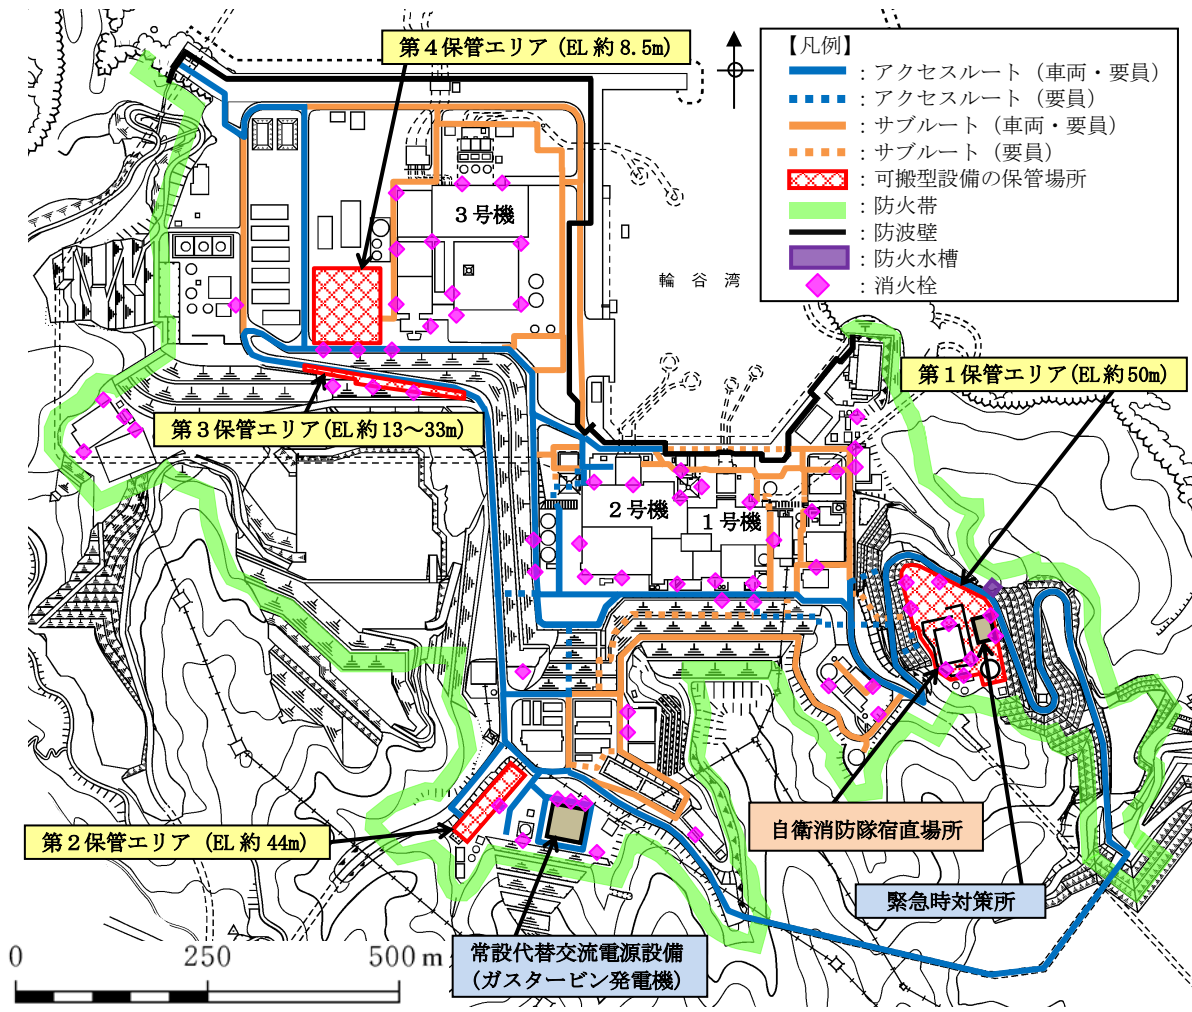 第４保管エリア（EL 約 8.5m）
【凡例】
：アクセスルート（車両・要員）
：アクセスルート（要員）
：サブルート（車両・要員）
：サブルート（要員）
：可搬型設備の保管場所
：防火帯
：防波壁
：防火水槽
：消火栓
３号機
輪谷湾
第１保管エリア(EL 約 50m)
第３保管エリア(EL 約 13～33m)
２号機
１号機
自衛消防隊宿直場所
第２保管エリア（EL 約 44m）
緊急時対策所
常設代替交流電源設備
（ガスタービン発電機）
0 250 500 m